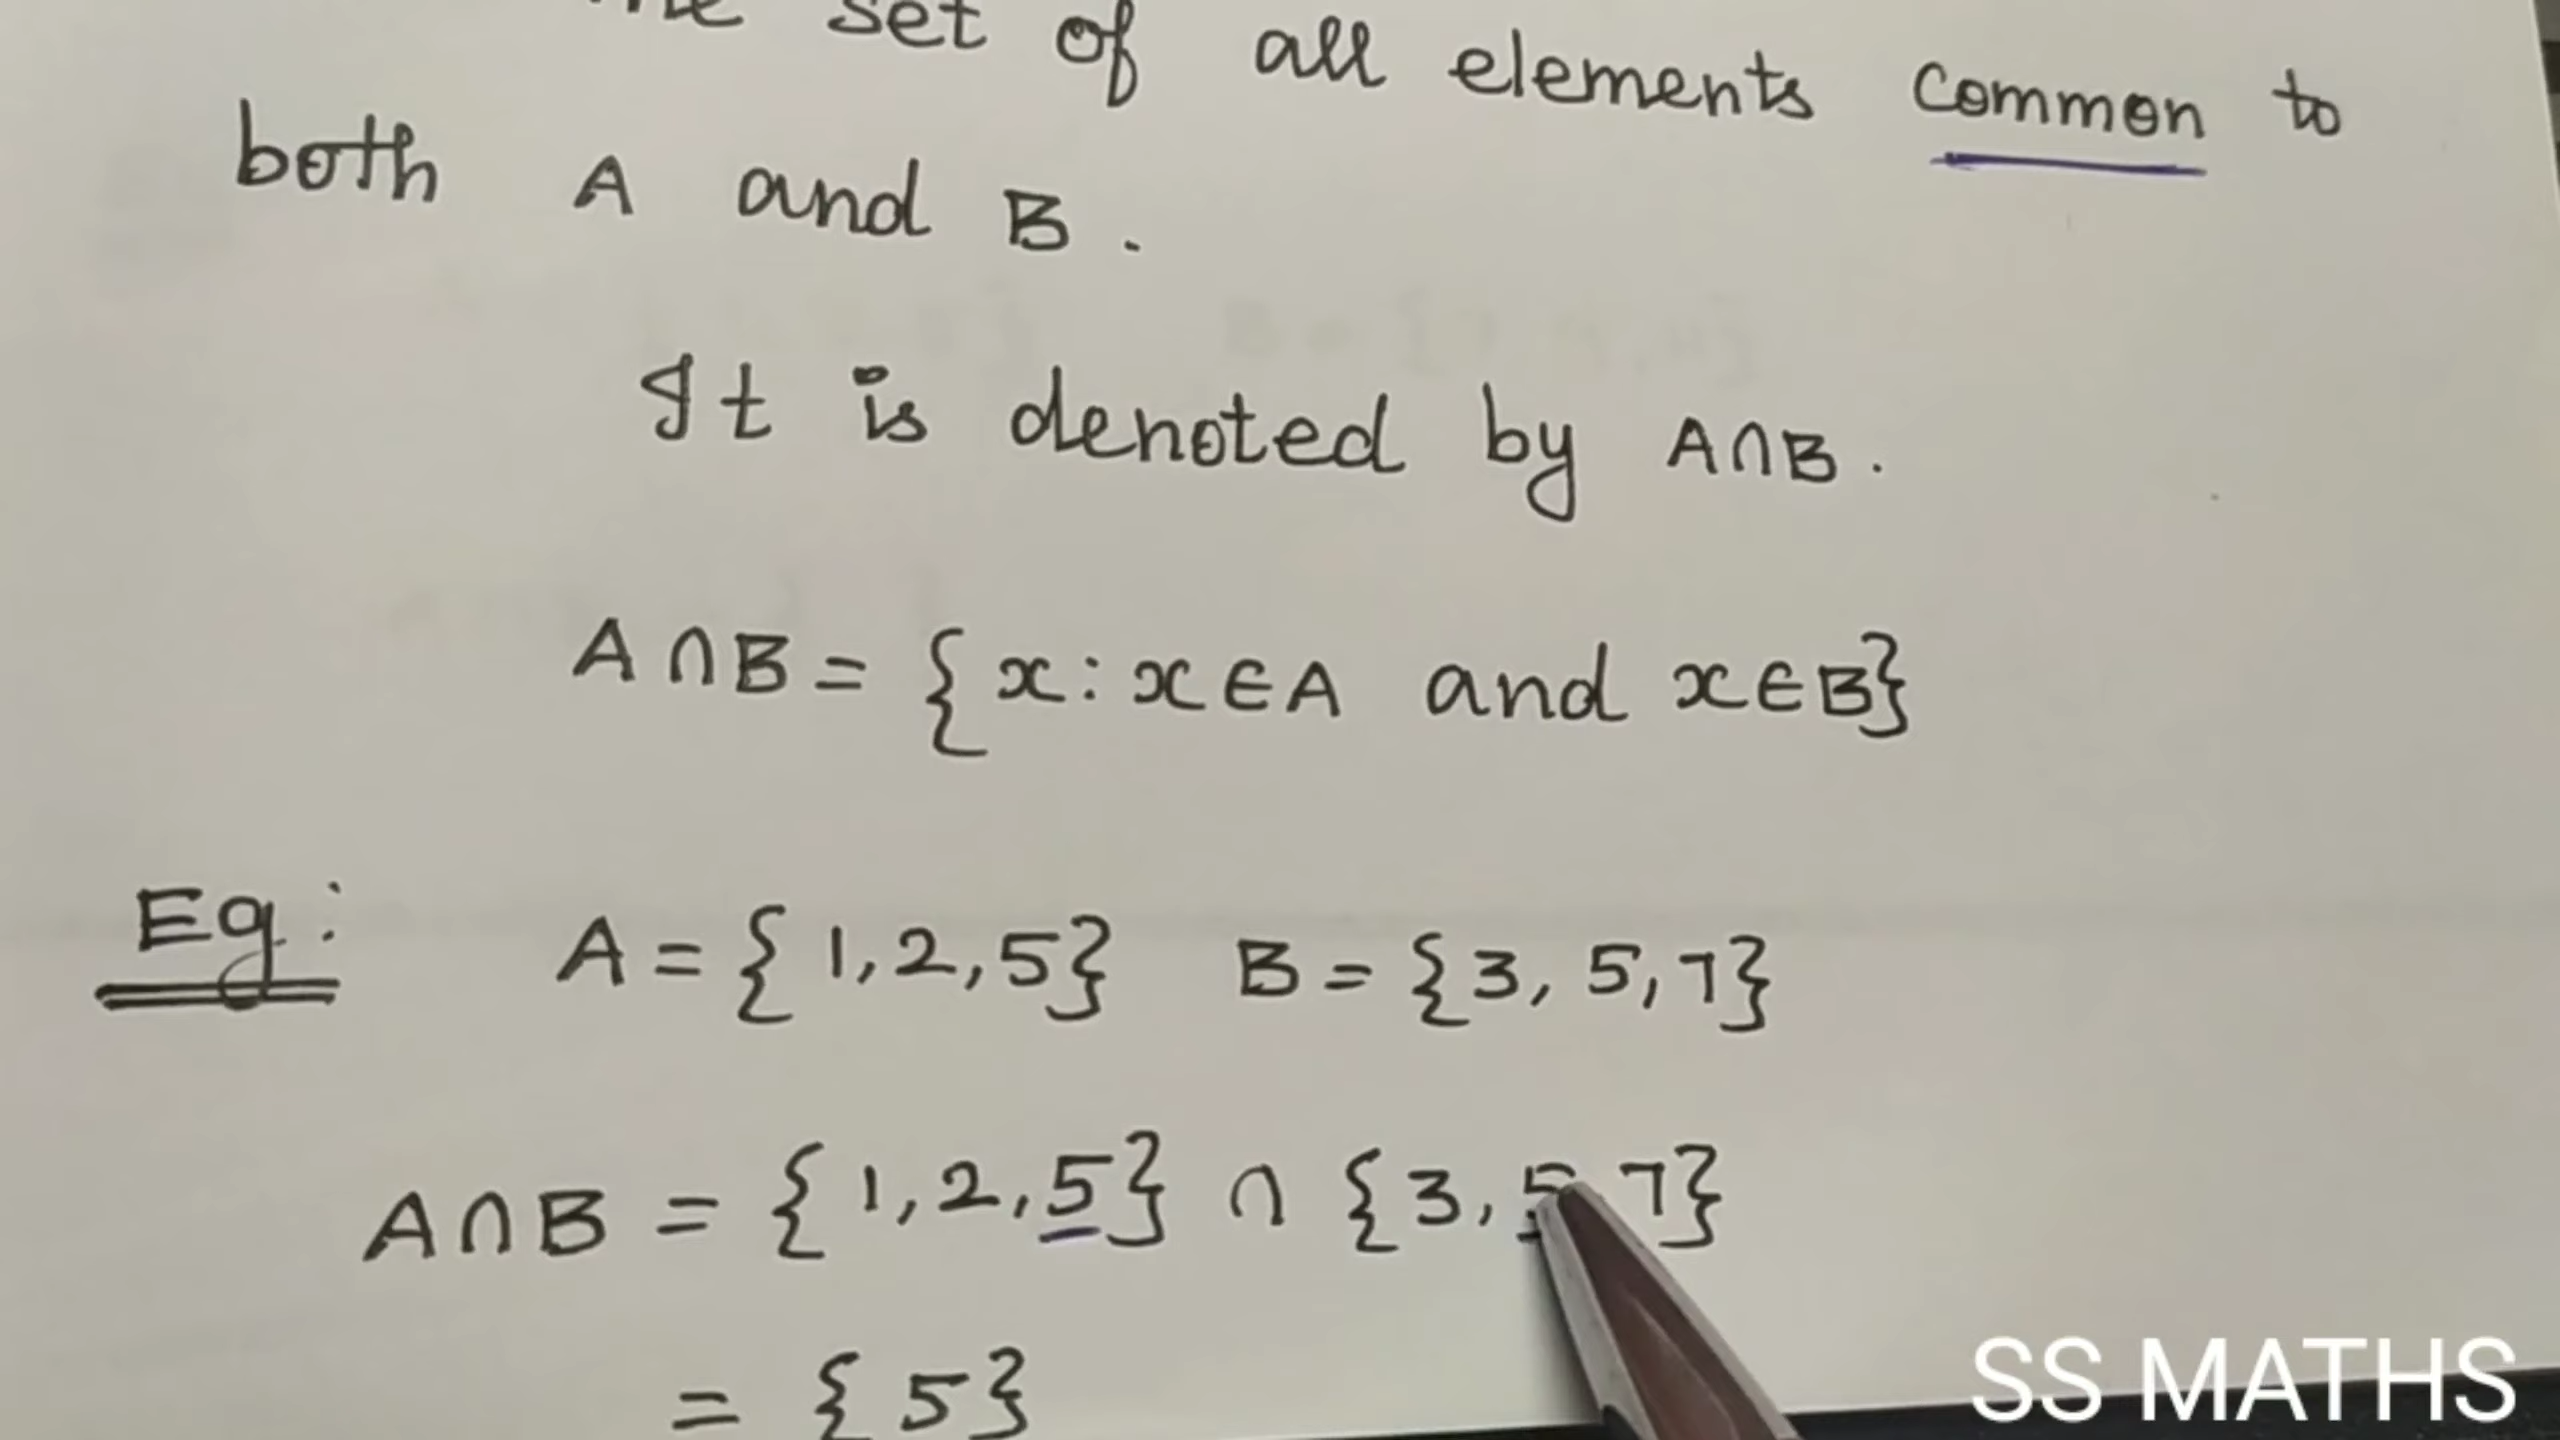 set of all elements common to
both A and B.
It is denoted by A∩B.
A∩B = {x: x∈A and x∈B}
Eg:
A = {1,2,5} B = {3, 5,7}
A∩B = {1,2,5} ∩ {3, 5 7}
= {5}
SS MATHS